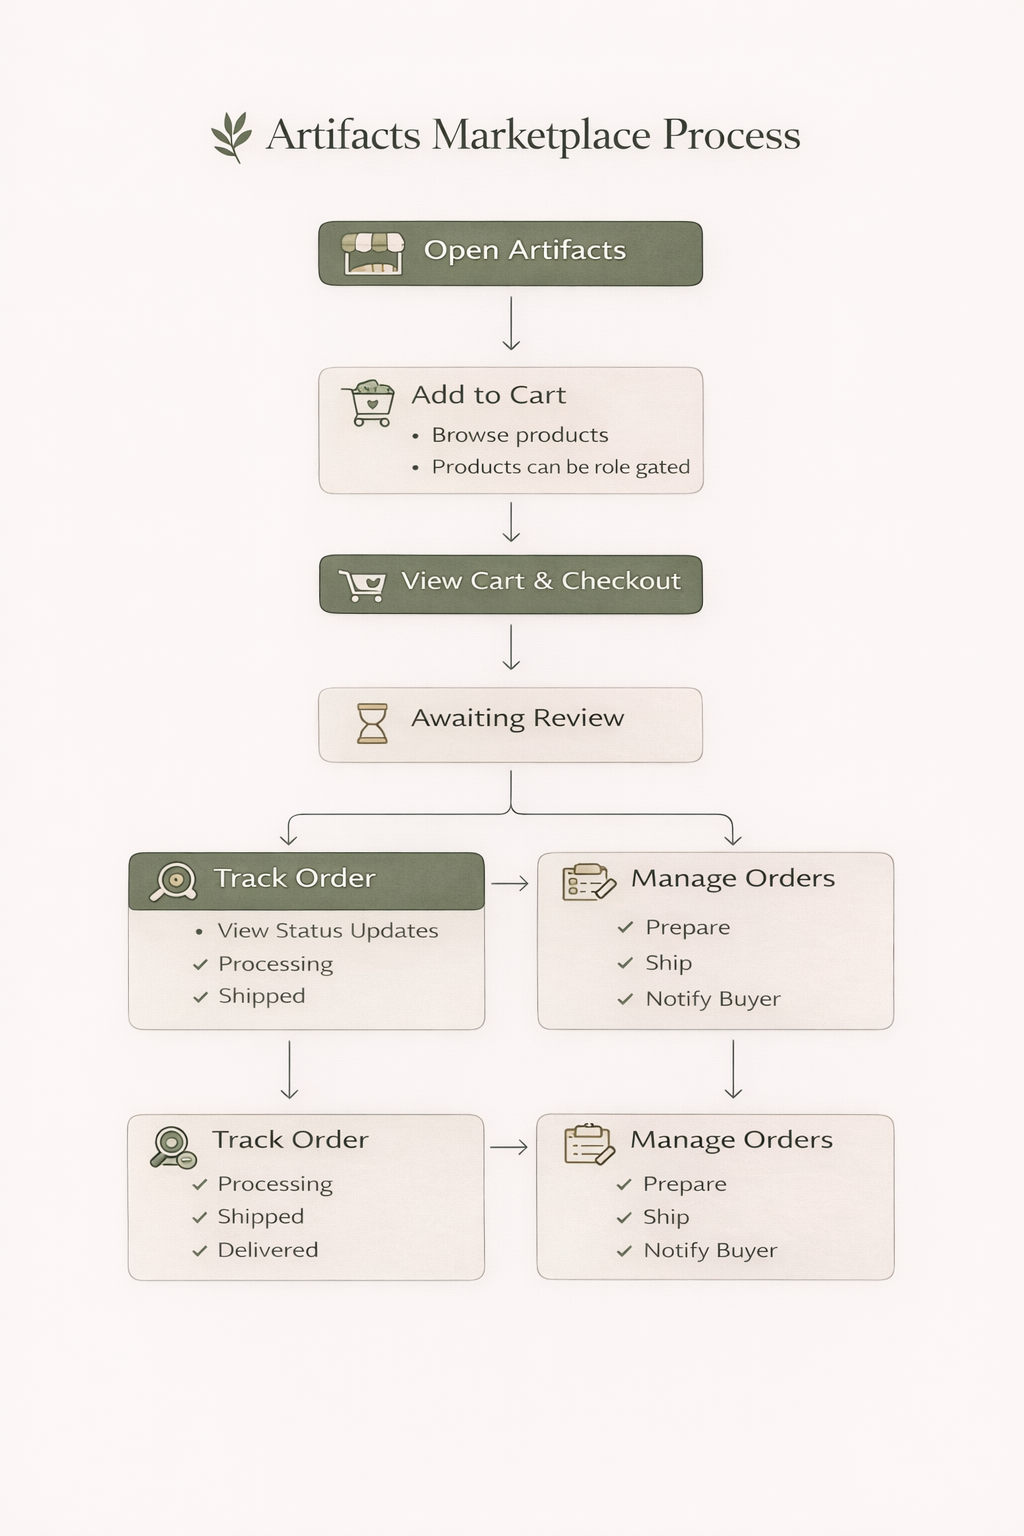 Artifacts Marketplace Process
Open Artifacts
Add to Cart
• Browse products
• Products can be role gated
View Cart & Checkout
Awaiting Review
Track Order
• View Status Updates
✓ Processing
✓ Shipped
Manage Orders
✓ Prepare
✓ Ship
✓ Notify Buyer
Track Order
✓ Processing
✓ Shipped
✓ Delivered
Manage Orders
✓ Prepare
✓ Ship
✓ Notify Buyer